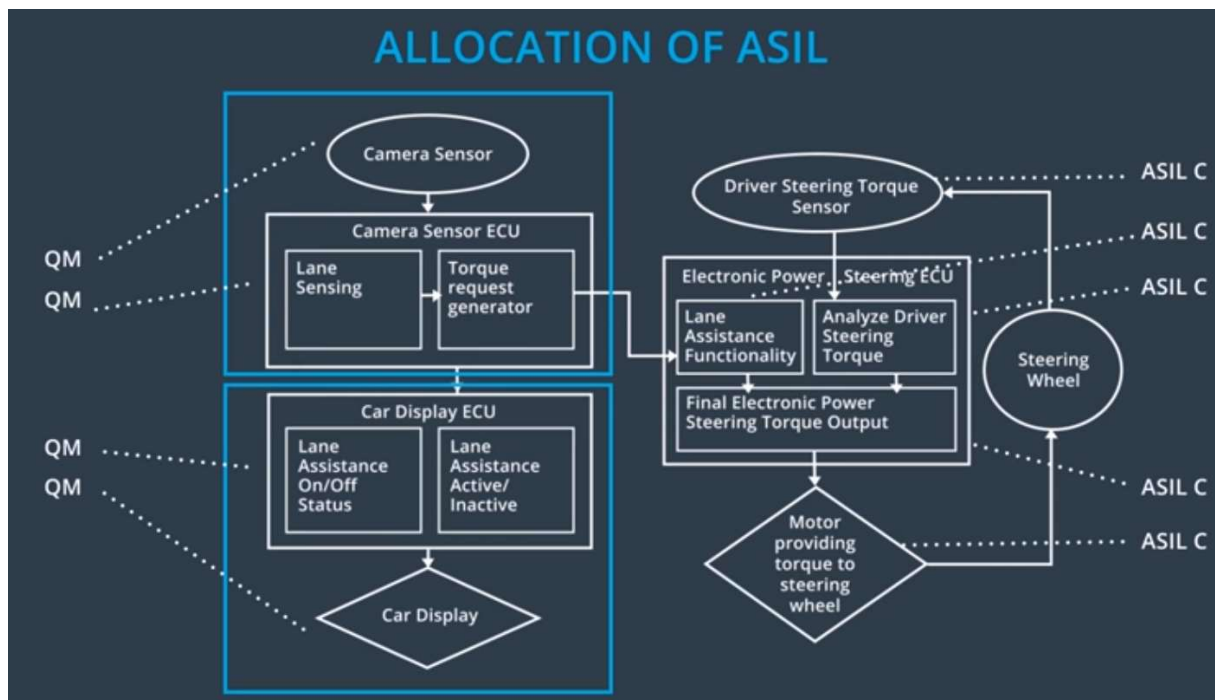 ALLOCATION OF ASIL
Camera Sensor
Camera Sensor ECU
Lane
Sensing
Torque
request
generator
QM
QM
Car Display ECU
Lane
Assistance
On/Off
Status
Lane
Assistance
Active/
Inactive
QM
QM
Car Display
Driver Steering Torque
Sensor
Electronic Power Steering ECU
Lane
Assistance
Functionality
Analyze Driver
Steering
Torque
Final Electronic Power
Steering Torque Output
Motor
providing
torque to
steering
wheel
Steering
Wheel
ASIL C
ASIL C
ASIL C
ASIL C
ASIL C